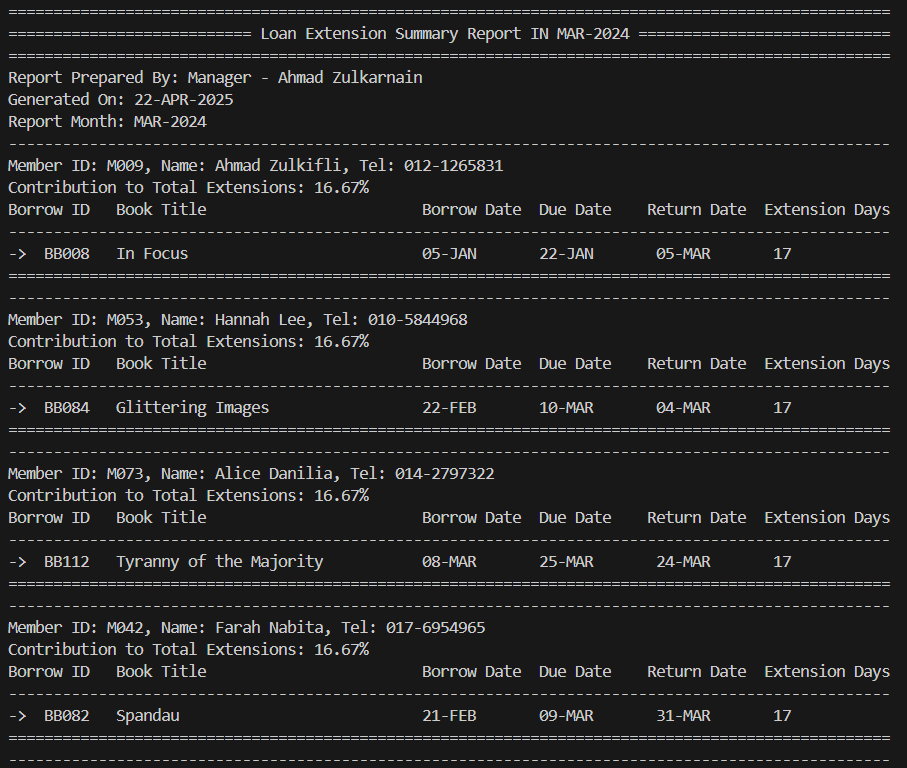 ==================================================================================================
=========================== Loan Extension Summary Report IN MAR-2024 ============================
==================================================================================================
Report Prepared By: Manager - Ahmad Zulkarnain
Generated On: 22-APR-2025
Report Month: MAR-2024
--------------------------------------------------------------------------------------------------
Member ID: M009, Name: Ahmad Zulkifli, Tel: 012-1265831
Contribution to Total Extensions: 16.67%
Borrow ID   Book Title                        Borrow Date  Due Date    Return Date  Extension Days
--------------------------------------------------------------------------------------------------
->  BB008   In Focus                          05-JAN       22-JAN       05-MAR       17
==================================================================================================
--------------------------------------------------------------------------------------------------
Member ID: M053, Name: Hannah Lee, Tel: 010-5844968
Contribution to Total Extensions: 16.67%
Borrow ID   Book Title                        Borrow Date  Due Date    Return Date  Extension Days
--------------------------------------------------------------------------------------------------
->  BB084   Glittering Images                 22-FEB       10-MAR       04-MAR       17
==================================================================================================
--------------------------------------------------------------------------------------------------
Member ID: M073, Name: Alice Danilia, Tel: 014-2797322
Contribution to Total Extensions: 16.67%
Borrow ID   Book Title                        Borrow Date  Due Date    Return Date  Extension Days
--------------------------------------------------------------------------------------------------
->  BB112   Tyranny of the Majority           08-MAR       25-MAR       24-MAR       17
==================================================================================================
--------------------------------------------------------------------------------------------------
Member ID: M042, Name: Farah Nabita, Tel: 017-6954965
Contribution to Total Extensions: 16.67%
Borrow ID   Book Title                        Borrow Date  Due Date    Return Date  Extension Days
--------------------------------------------------------------------------------------------------
->  BB082   Spandau                           21-FEB       09-MAR       31-MAR       17
==================================================================================================
--------------------------------------------------------------------------------------------------